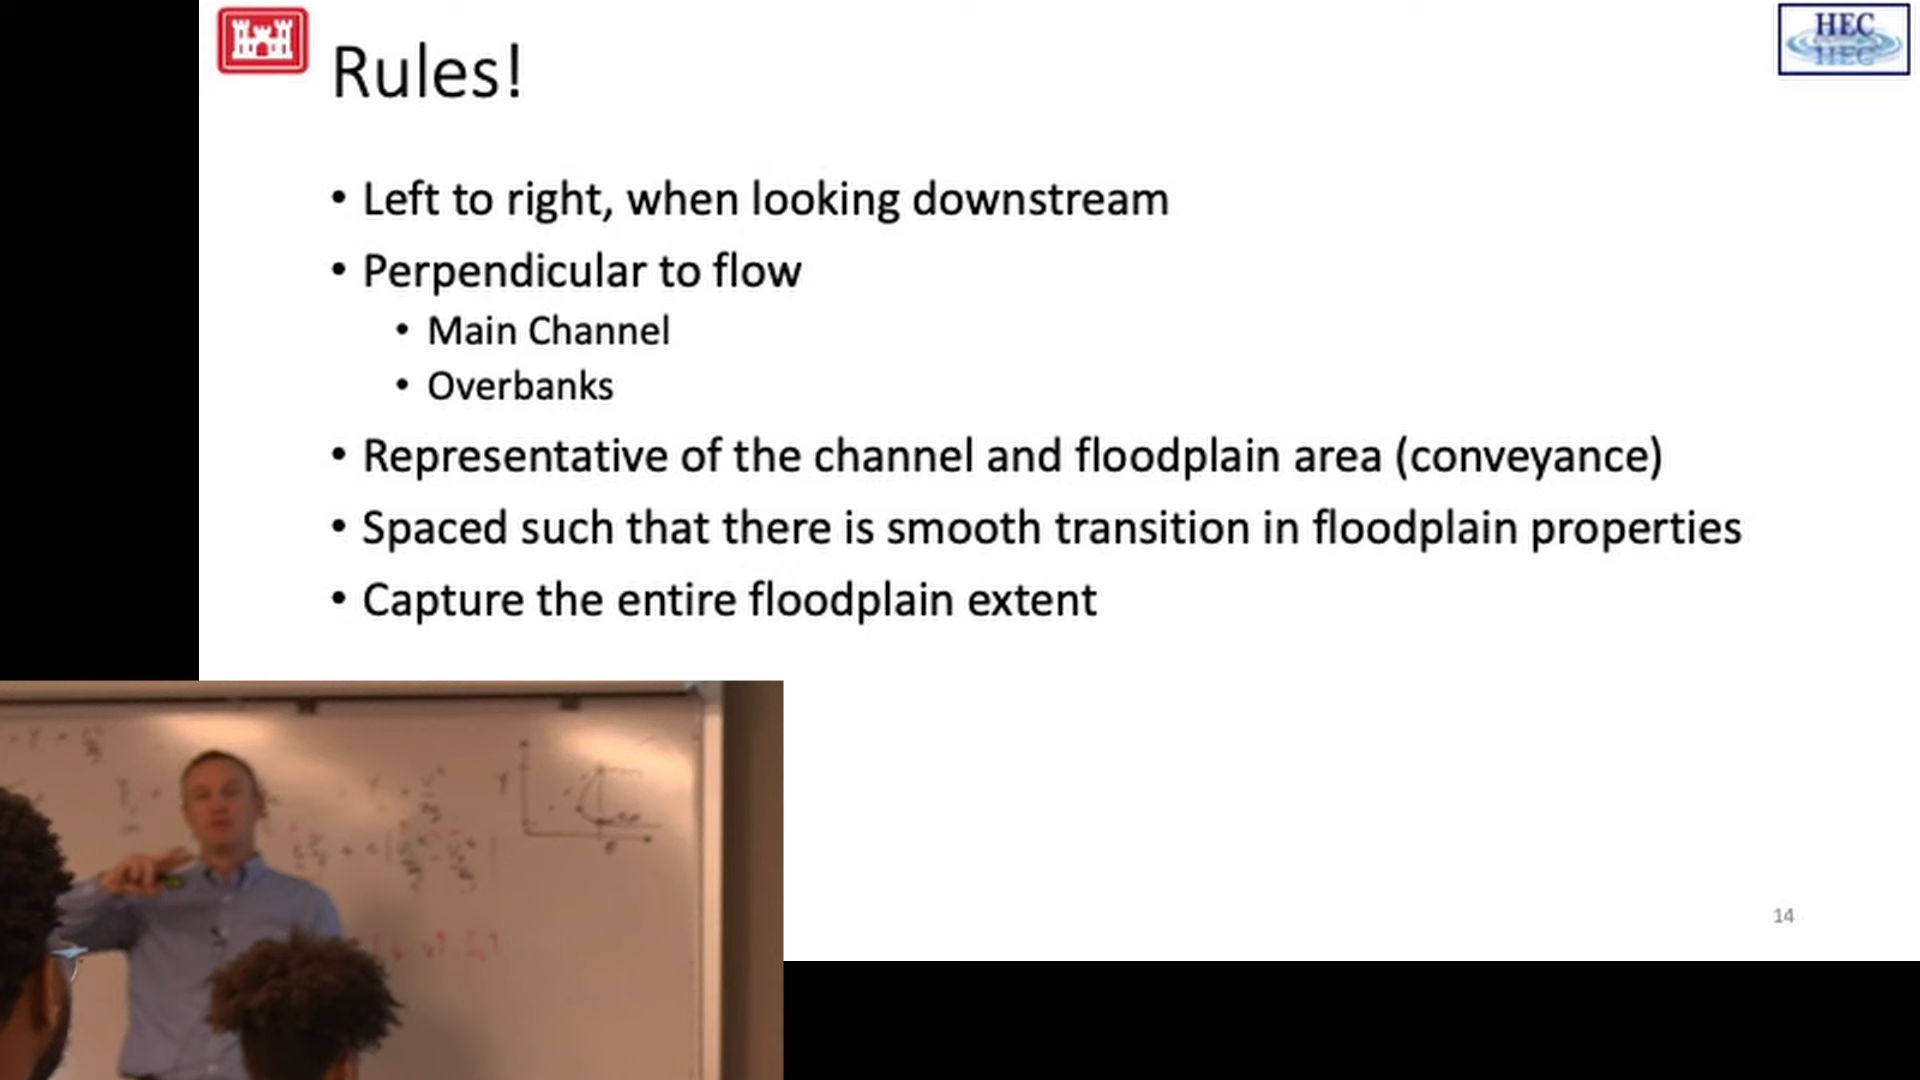 HEC
HEC
Rules!
• Left to right, when looking downstream
• Perpendicular to flow
• Main Channel
• Overbanks
• Representative of the channel and floodplain area (conveyance)
• Spaced such that there is smooth transition in floodplain properties
• Capture the entire floodplain extent
14